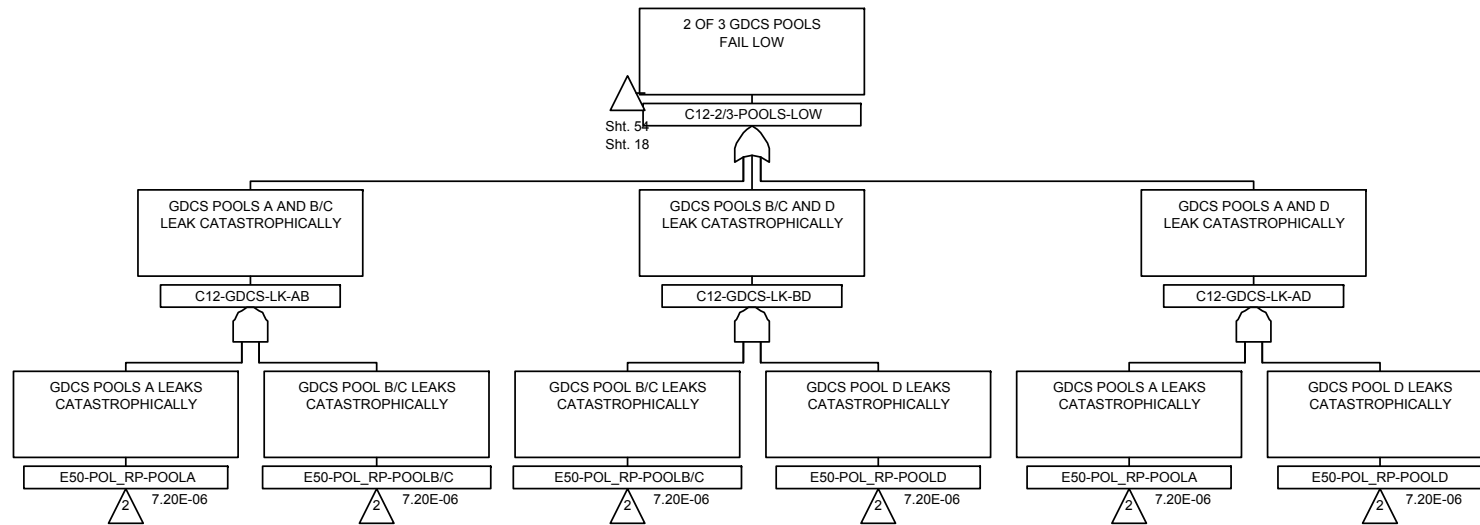 2 OF 3 GDCS POOLS
FAIL LOW
C12-2/3-POOLS-LOW
Sht. 54
Sht. 18
GDCS POOLS A AND B/C
LEAK CATASTROPHICALLY
C12-GDCS-LK-AB
GDCS POOLS B/C AND D
LEAK CATASTROPHICALLY
C12-GDCS-LK-BD
GDCS POOLS A AND D
LEAK CATASTROPHICALLY
C12-GDCS-LK-AD
GDCS POOLS A LEAKS
CATASTROPHICALLY
E50-POL_RP-POOLA
2 7.20E-06
GDCS POOL B/C LEAKS
CATASTROPHICALLY
E50-POL_RP-POOLB/C
2 7.20E-06
GDCS POOL B/C LEAKS
CATASTROPHICALLY
E50-POL_RP-POOLB/C
2 7.20E-06
GDCS POOL D LEAKS
CATASTROPHICALLY
E50-POL_RP-POOLD
2 7.20E-06
GDCS POOLS A LEAKS
CATASTROPHICALLY
E50-POL_RP-POOLA
2 7.20E-06
GDCS POOL D LEAKS
CATASTROPHICALLY
E50-POL_RP-POOLD
2 7.20E-06